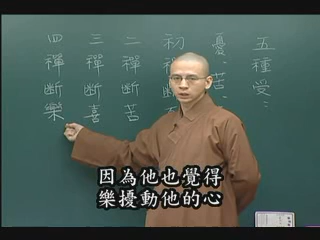 五種受:
憂、苦、
初禪斷
二禪斷苦
三禪斷喜
四禪斷樂
因為他也覺得
樂擾動他的心